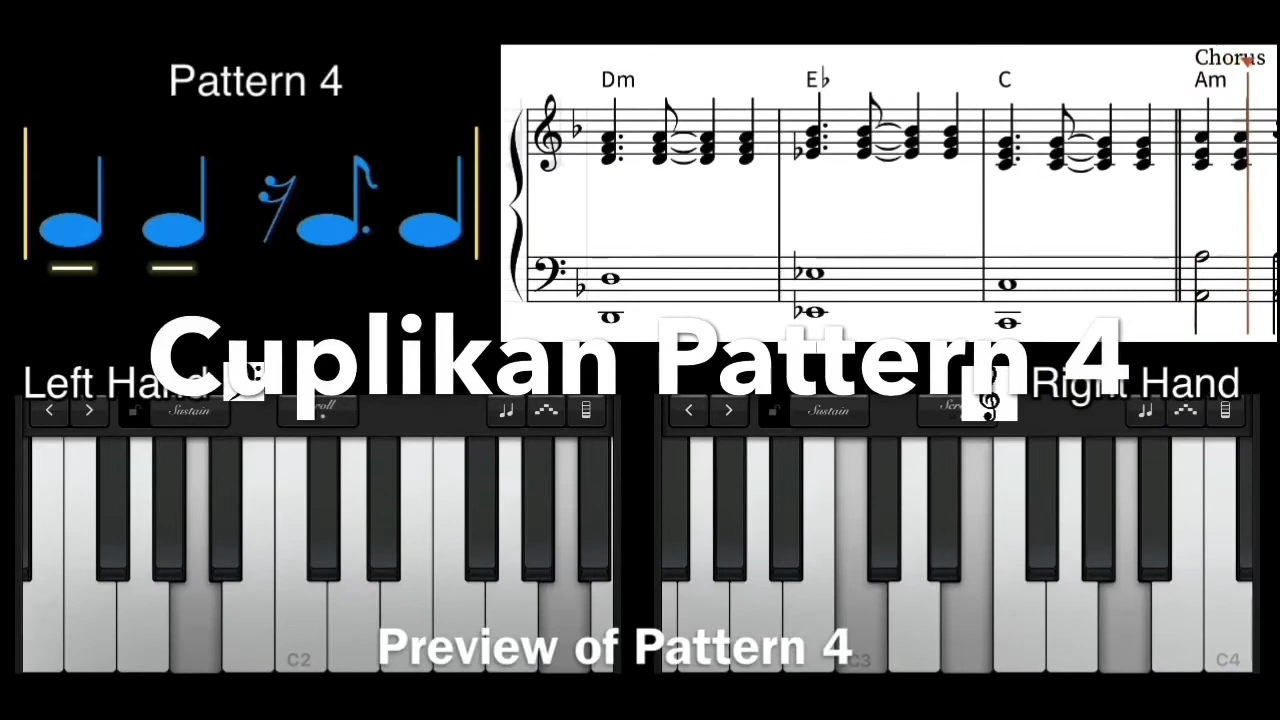 Pattern 4
Chorus
Dm E♭ C Am
Cuplikan Pattern 4
Left Hand
Right Hand
Sustain
Scroll
Sustain
C2
C3
C4
Preview of Pattern 4